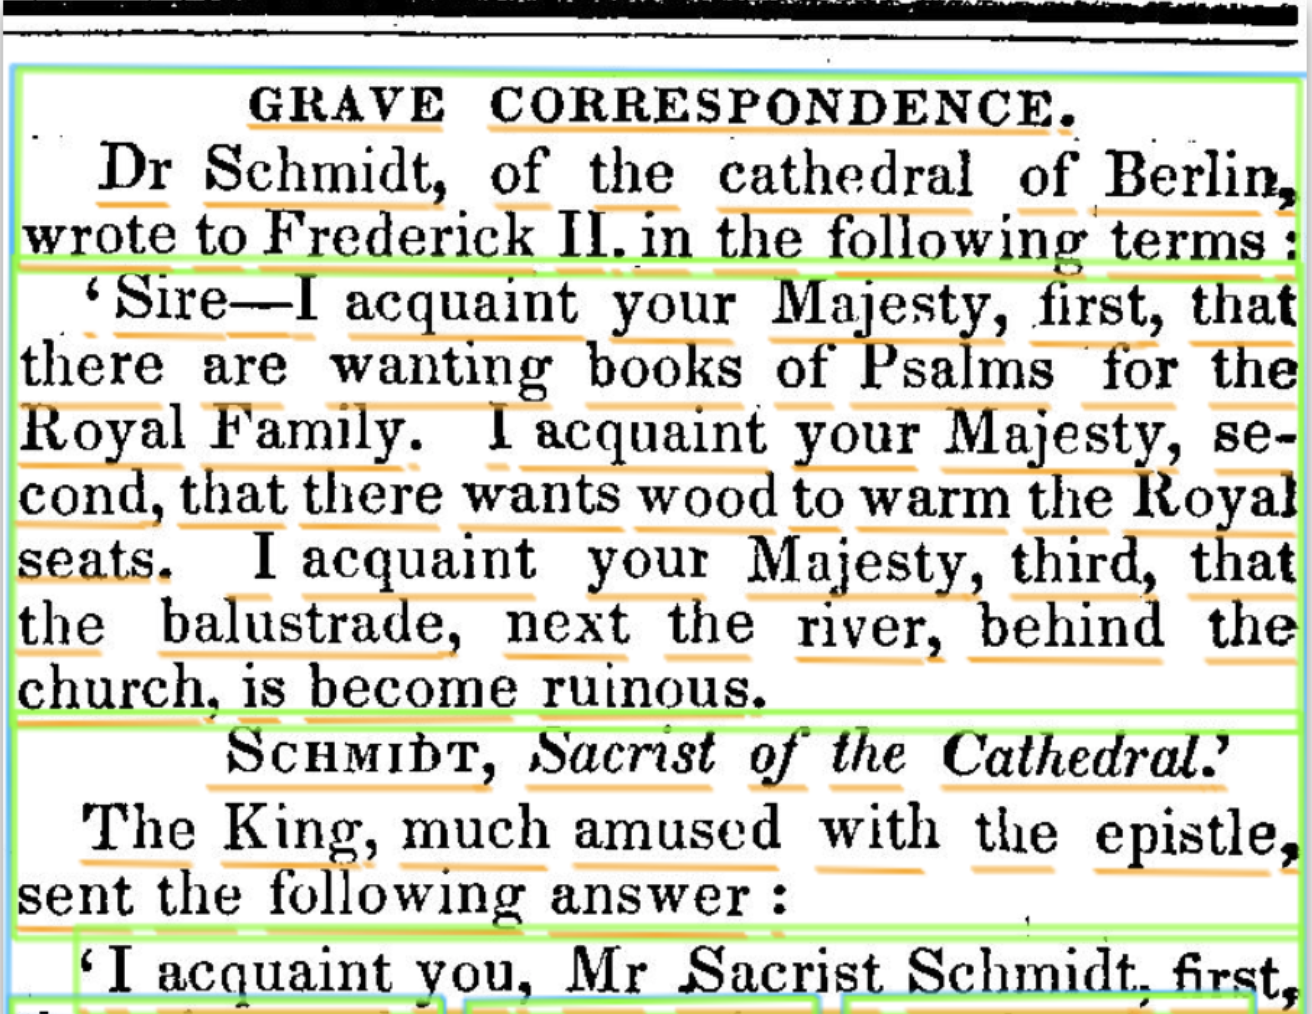 GRAVE CORRESPONDENCE.
Dr Schmidt, of the cathedral of Berlin,
wrote to Frederick II. in the following terms :
‘Sire—I acquaint your Majesty, first, that
there are wanting books of Psalms for the
Royal Family. I acquaint your Majesty, se-
cond, that there wants wood to warm the Royal
seats. I acquaint your Majesty, third, that
the balustrade, next the river, behind the
church, is become ruinous.
SCHMIDT, Sacrist of the Cathedral.’
The King, much amused with the epistle,
sent the following answer :
‘I acquaint you, Mr Sacrist Schmidt, first,